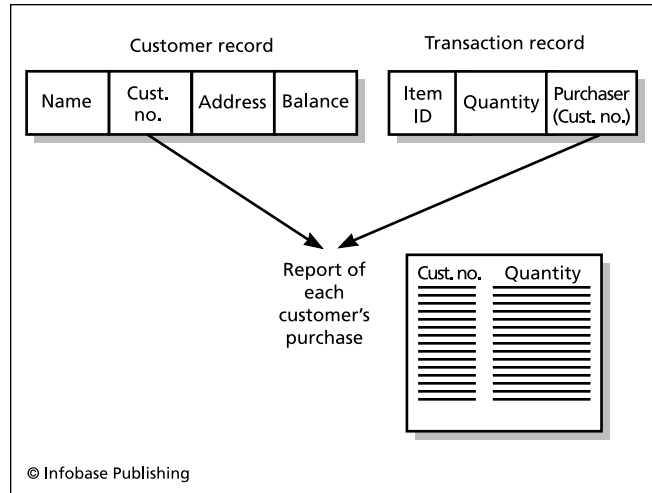 Customer record
Transaction record
Name
Cust.
no.
Address
Balance
Item
ID
Quantity
Purchaser
(Cust. no.)
Report of
each
customer's
purchase
Cust. no.
Quantity
© Infobase Publishing